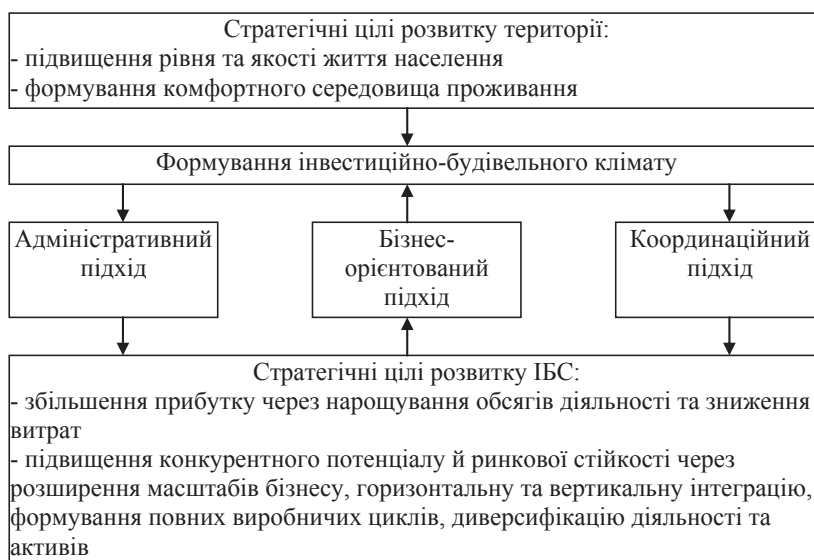 Стратегічні цілі розвитку території:
- підвищення рівня та якості життя населення
- формування комфортного середовища проживання
Формування інвестиційно-будівельного клімату
Адміністративний
підхід
Бізнес-
орієнтований
підхід
Координаційний
підхід
Стратегічні цілі розвитку ІБС:
- збільшення прибутку через нарощування обсягів діяльності та зниження
витрат
- підвищення конкурентного потенціалу й ринкової стійкості через
розширення масштабів бізнесу, горизонтальну та вертикальну інтеграцію,
формування повних виробничих циклів, диверсифікацію діяльності та
активів